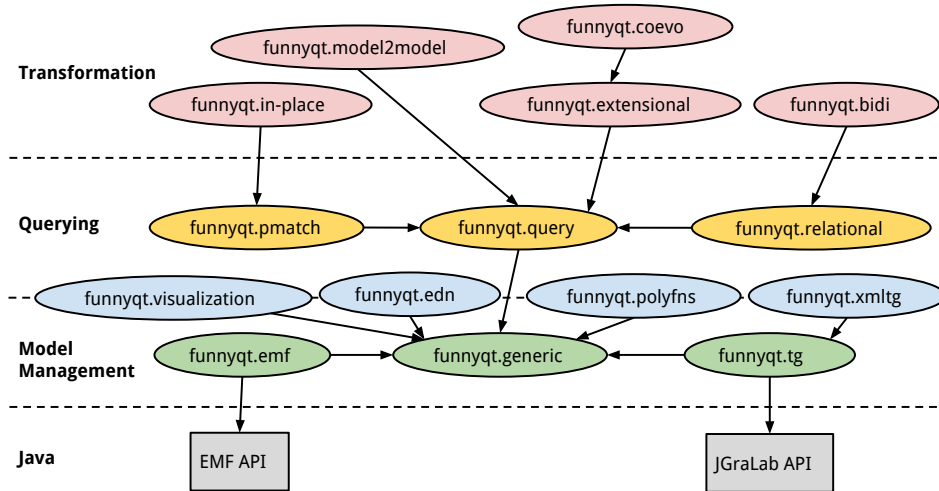 funnyqt.coevo
funnyqt.model2model
Transformation
funnyqt.in-place
funnyqt.extensional
funnyqt.bidi
Querying
funnyqt.pmatch
funnyqt.query
funnyqt.relational
funnyqt.visualization
funnyqt.edn
funnyqt.polyfns
funnyqt.xmltg
Model
Management
funnyqt.emf
funnyqt.generic
funnyqt.tg
Java
EMF API
JGraLab API